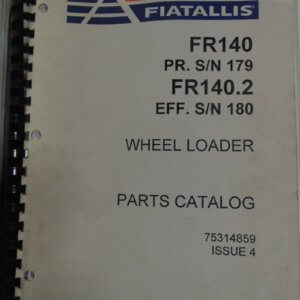 FIATALLIS
FR140
PR. S/N 179
FR140.2
EFF. S/N 180
WHEEL LOADER
PARTS CATALOG
75314859
ISSUE 4